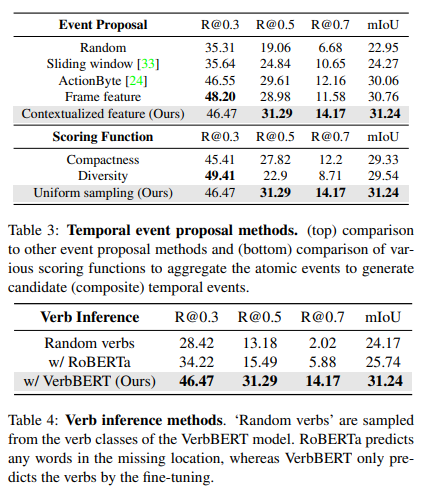 Event Proposal R@0.3 R@0.5 R@0.7 mIoU
Random 35.31 19.06 6.68 22.95
Sliding window [33] 35.64 24.84 10.65 24.27
ActionByte [24] 46.55 29.61 12.16 30.06
Frame feature 48.20 28.98 11.58 30.76
Contextualized feature (Ours) 46.47 31.29 14.17 31.24
Scoring Function R@0.3 R@0.5 R@0.7 mIoU
Compactness 45.41 27.82 12.2 29.33
Diversity 49.41 22.9 8.71 29.54
Uniform sampling (Ours) 46.47 31.29 14.17 31.24
Table 3: Temporal event proposal methods. (top) comparison
to other event proposal methods and (bottom) comparison of var-
ious scoring functions to aggregate the atomic events to generate
candidate (composite) temporal events.
Verb Inference R@0.3 R@0.5 R@0.7 mIoU
Random verbs 28.42 13.18 2.02 24.17
w/ RoBERTa 34.22 15.49 5.88 25.74
w/ VerbBERT (Ours) 46.47 31.29 14.17 31.24
Table 4: Verb inference methods. ‘Random verbs’ are sampled
from the verb classes of the VerbBERT model. RoBERTa predicts
any words in the missing location, whereas VerbBERT only pre-
dicts the verbs by the fine-tuning.